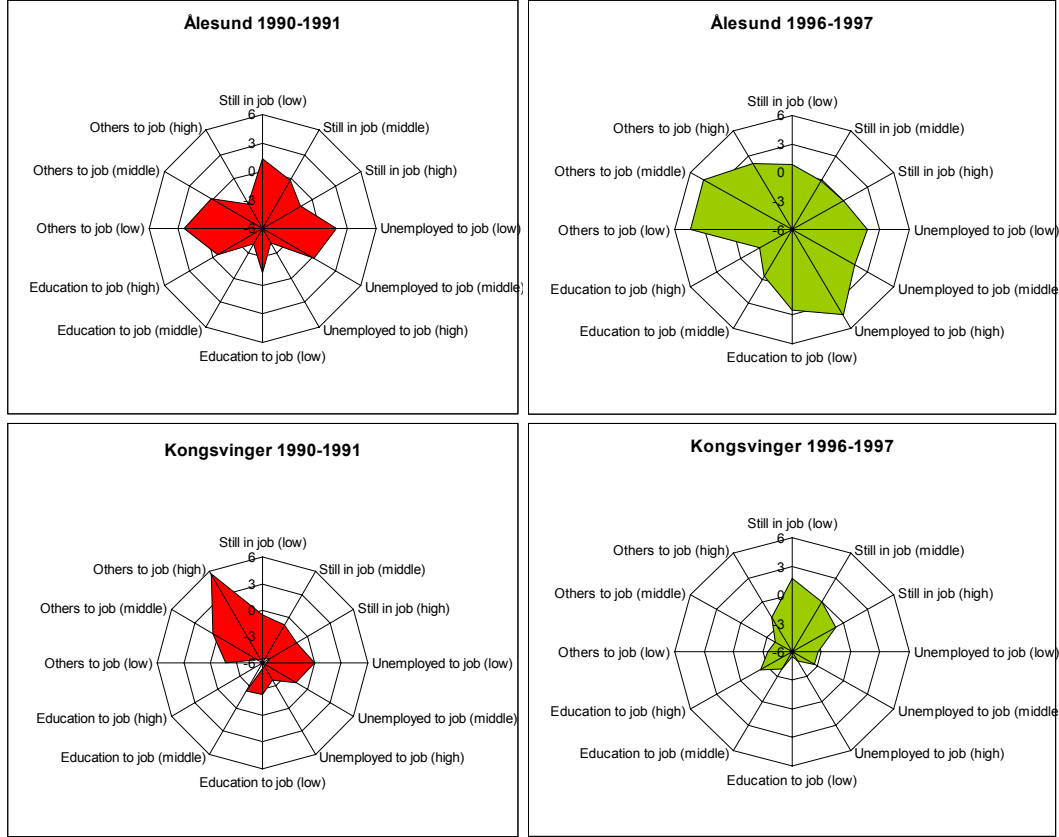 Ålesund 1990-1991
Still in job (low)
Still in job (middle)
Still in job (high)
Unemployed to job (low)
Unemployed to job (middle)
Unemployed to job (high)
Education to job (low)
Education to job (middle)
Education to job (high)
Others to job (low)
Others to job (middle)
Others to job (high)
6
3
0
-3
-6
Ålesund 1996-1997
Still in job (low)
Still in job (middle)
Still in job (high)
Unemployed to job (low)
Unemployed to job (middle
Unemployed to job (high)
Education to job (low)
Education to job (middle)
Education to job (high)
Others to job (low)
Others to job (middle)
Others to job (high)
6
3
0
-3
-6
Kongsvinger 1990-1991
Still in job (low)
Still in job (middle)
Still in job (high)
Unemployed to job (low)
Unemployed to job (middle)
Unemployed to job (high)
Education to job (low)
Education to job (middle)
Education to job (high)
Others to job (low)
Others to job (middle)
Others to job (high)
6
3
0
-3
-6
Kongsvinger 1996-1997
Still in job (low)
Still in job (middle)
Still in job (high)
Unemployed to job (low)
Unemployed to job (middle
Unemployed to job (high)
Education to job (low)
Education to job (middle)
Education to job (high)
Others to job (low)
Others to job (middle)
Others to job (high)
6
3
0
-3
-6